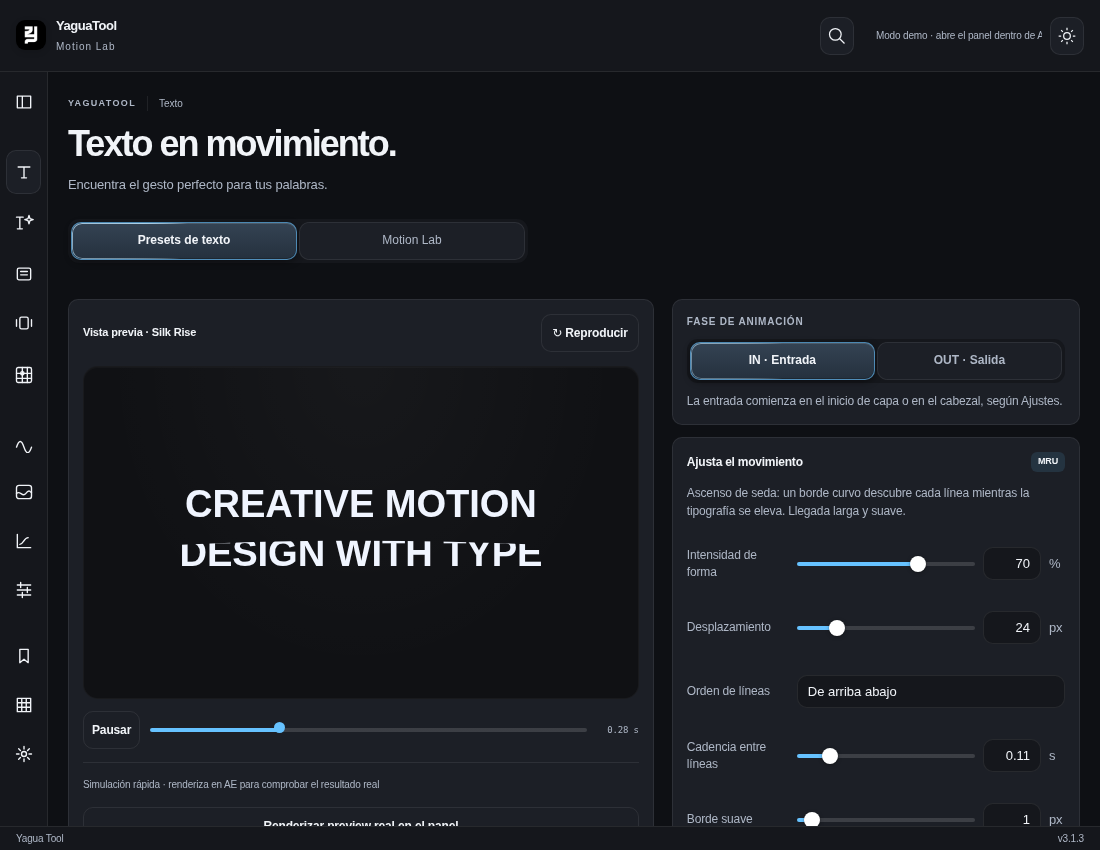 YaguaTool
Motion Lab
Modo demo · abre el panel dentro de A
YAGUATOOL
Texto
Texto en movimiento.
Encuentra el gesto perfecto para tus palabras.
Presets de texto
Motion Lab
Vista previa · Silk Rise
↻ Reproducir
CREATIVE MOTION
DESIGN WITH TYPE
Pausar
0.28 s
Simulación rápida · renderiza en AE para comprobar el resultado real
Renderizar preview real en el panel
FASE DE ANIMACIÓN
IN · Entrada
OUT · Salida
La entrada comienza en el inicio de capa o en el cabezal, según Ajustes.
Ajusta el movimiento
MRU
Ascenso de seda: un borde curvo descubre cada línea mientras la
tipografía se eleva. Llegada larga y suave.
Intensidad de
forma
70 %
Desplazamiento
24 px
Orden de líneas
De arriba abajo
Cadencia entre
líneas
0.11 s
Borde suave
1 px
Yagua Tool
v3.1.3